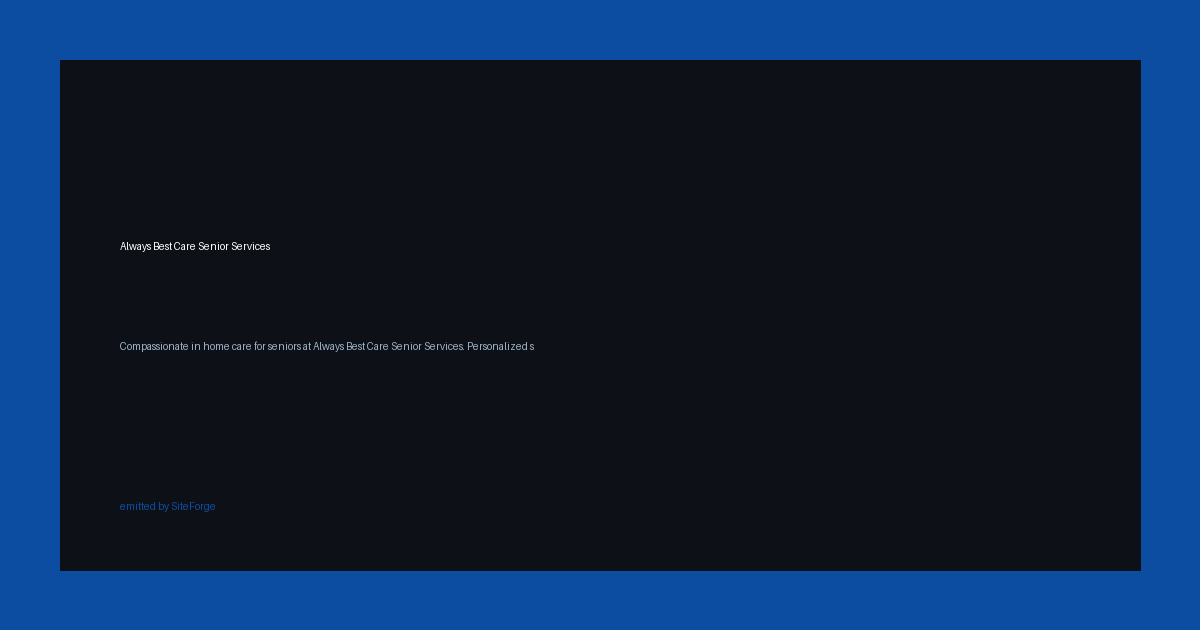 Always Best Care Senior Services
Compassionate in home care for seniors at Always Best Care Senior Services. Personalized s
emitted by SiteForge